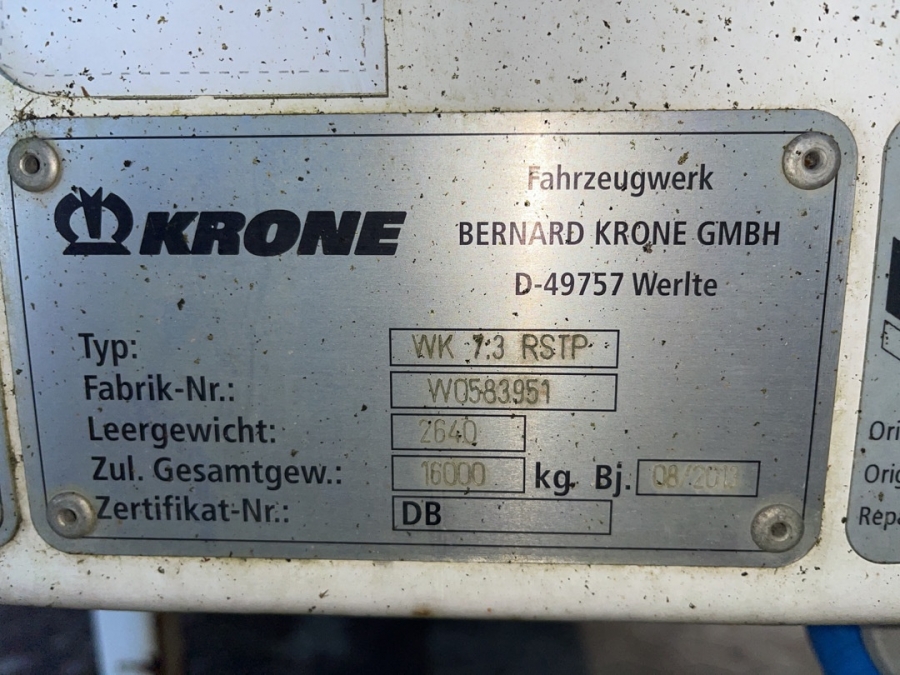 KRONE
Fahrzeugwerk
BERNARD KRONE GMBH
D-49757 Werlte
Typ: WK 7.3 RSTP
Fabrik-Nr.: W0583951
Leergewicht: 2640
Zul. Gesamtgew.: 16000 kg. Bj.
Zertifikat-Nr.: DB